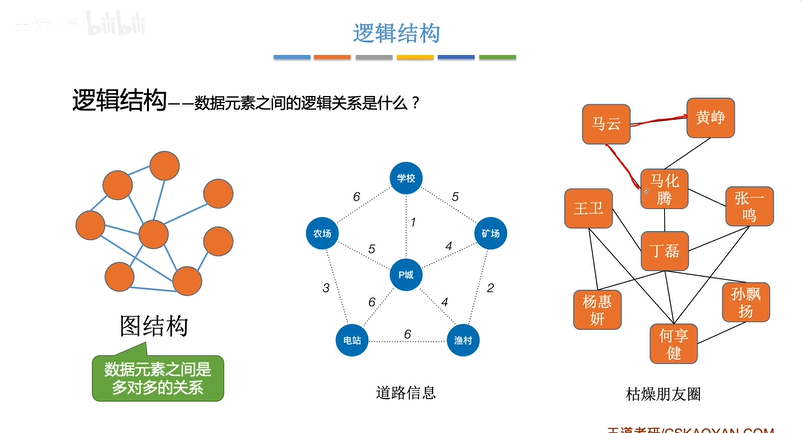 bilibili
逻辑结构
逻辑结构——数据元素之间的逻辑关系是什么？
图结构
数据元素之间是
多对多的关系
学校
6
5
1
农场
矿场
5
4
P城
3
2
6
4
电站
6
渔村
道路信息
马云
黄峥
马化
腾
王卫
张一
鸣
丁磊
杨惠
妍
孙飘
扬
何享
健
枯燥朋友圈
王道考研/CSKAOYAN.COM